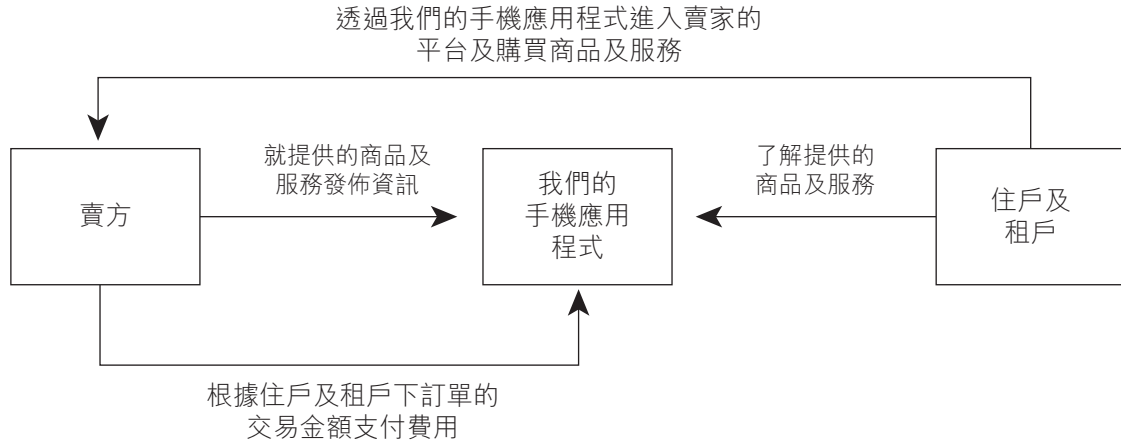 透過我們的手機應用程式進入賣家的
平台及購買商品及服務
就提供的商品及
服務發佈資訊
了解提供的
商品及服務
賣方
我們的
手機應用
程式
住戶及
租戶
根據住戶及租戶下訂單的
交易金額支付費用